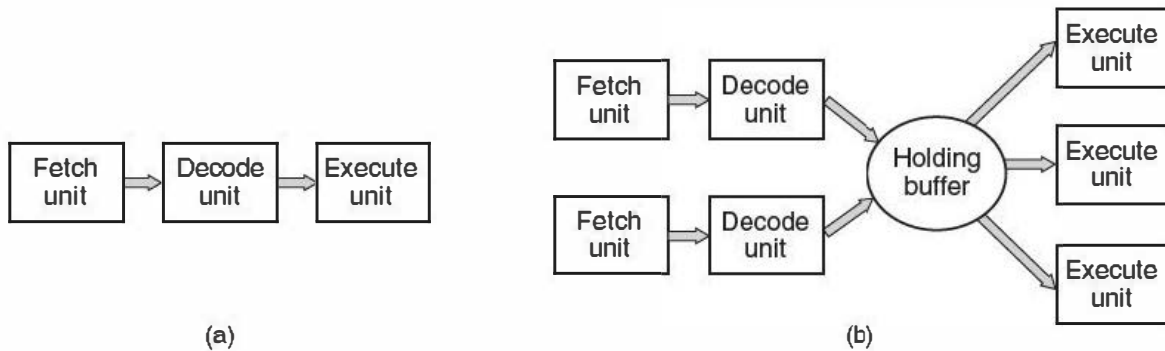 Fetch
unit
Decode
unit
Execute
unit
(a)
Fetch
unit
Decode
unit
Fetch
unit
Decode
unit
Holding
buffer
Execute
unit
Execute
unit
Execute
unit
(b)